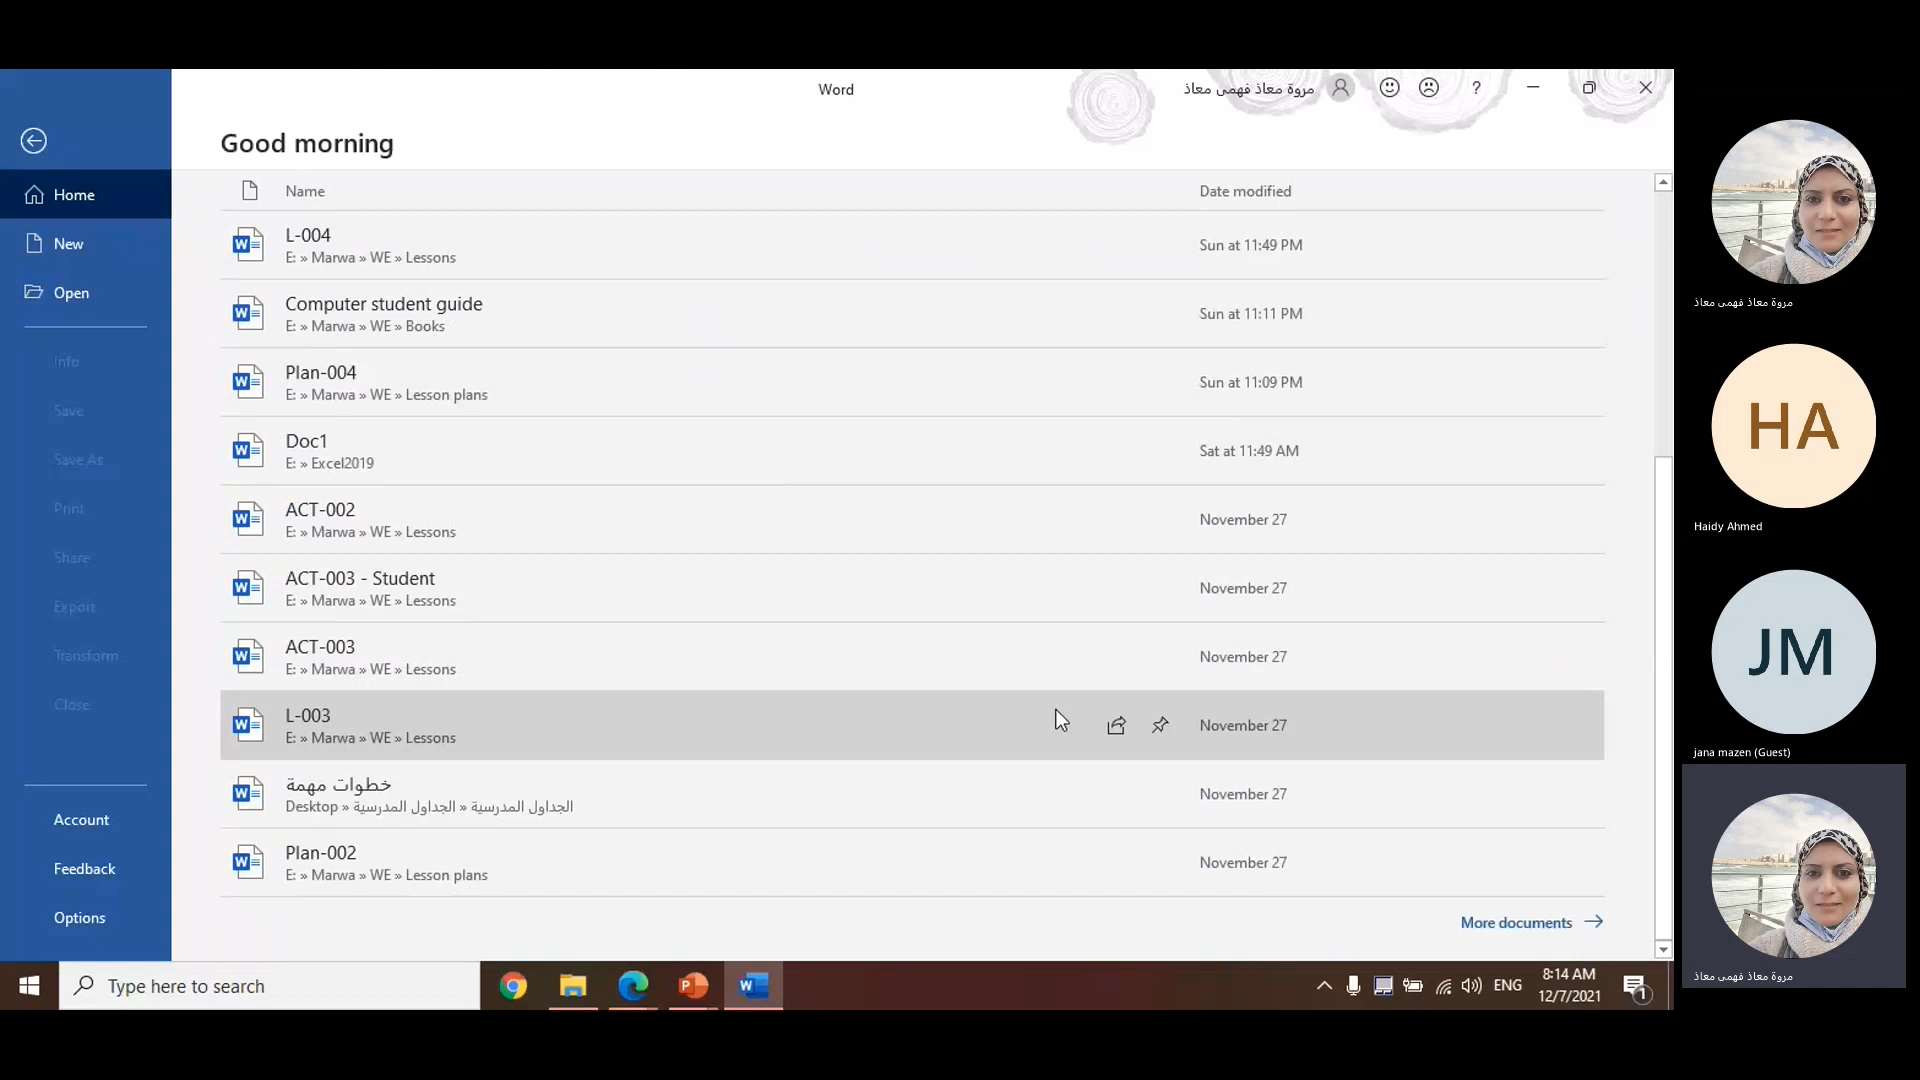 Word
مروة معاذ فهمى معاذ
?
Good morning
Home
New
Open
Info
Save
Save As
Print
Share
Export
Transform
Close
Account
Feedback
Options
Name
Date modified
L-004
E: » Marwa » WE » Lessons
Sun at 11:49 PM
Computer student guide
E: » Marwa » WE » Books
Sun at 11:11 PM
Plan-004
E: » Marwa » WE » Lesson plans
Sun at 11:09 PM
Doc1
E: » Excel2019
Sat at 11:49 AM
ACT-002
E: » Marwa » WE » Lessons
November 27
ACT-003 - Student
E: » Marwa » WE » Lessons
November 27
ACT-003
E: » Marwa » WE » Lessons
November 27
L-003
E: » Marwa » WE » Lessons
November 27
خطوات مهمة
Desktop » الجداول المدرسية » الجداول المدرسية
November 27
Plan-002
E: » Marwa » WE » Lesson plans
November 27
More documents
Type here to search
ENG
8:14 AM
12/7/2021
1
مروة معاذ فهمى معاذ
HA
Haidy Ahmed
JM
jana mazen (Guest)
مروة معاذ فهمى معاذ